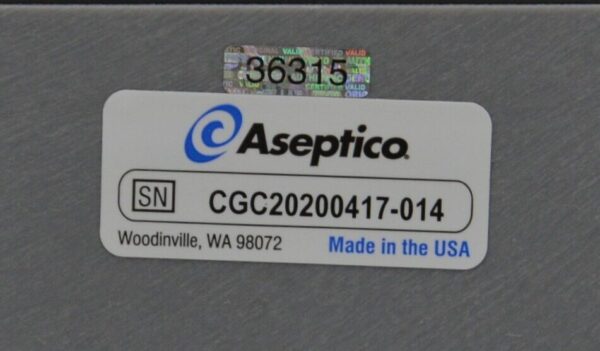 36315
Aseptico
SN CGC20200417-014
Woodinville, WA 98072 Made in the USA